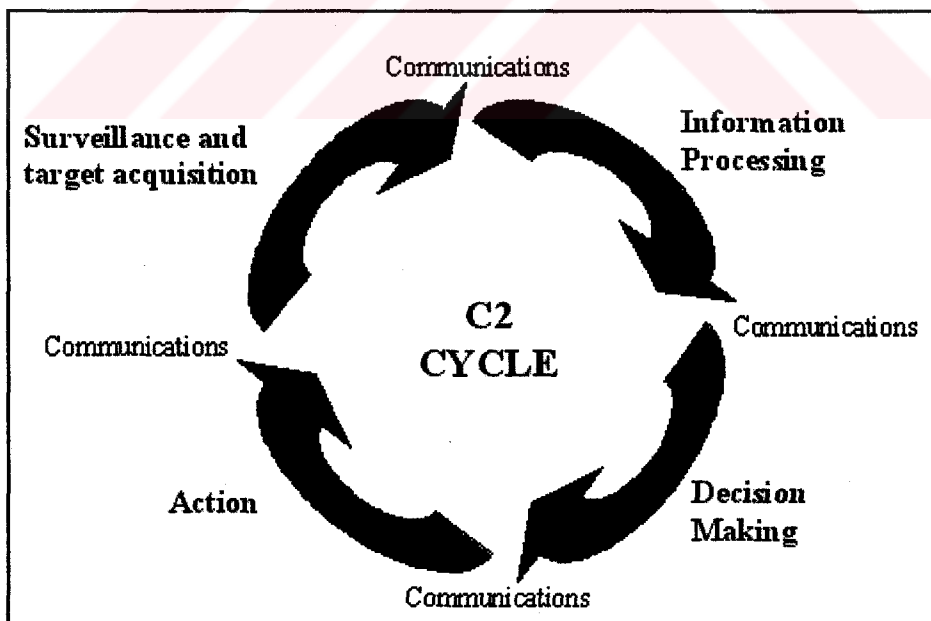 Communications
Surveillance and
target acquisition
Information
Processing
C2
CYCLE
Communications
Communications
Action
Decision
Making
Communications